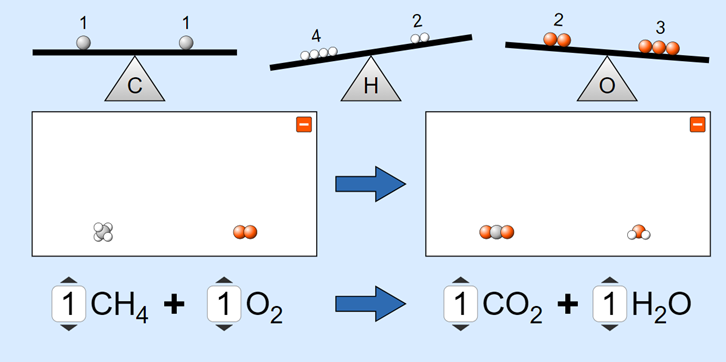 1 1 4 2 2 3
C H O
1 CH₄ + 1 O₂ 1 CO₂ + 1 H₂O